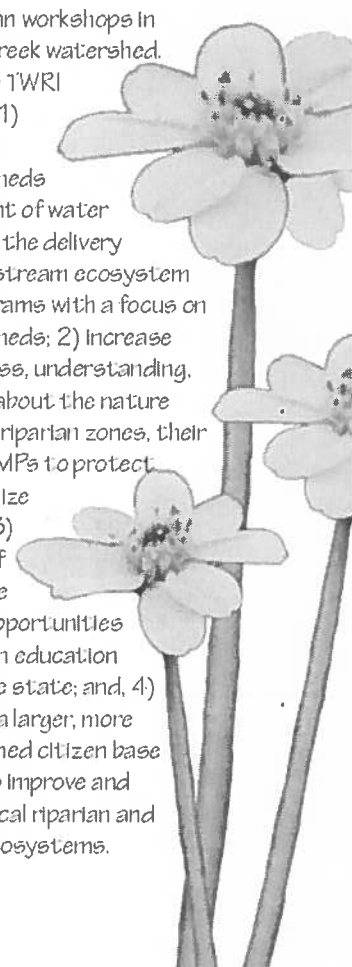 nn workshops in
reek watershed.
TWRI
1)
neds
nt of water
the delivery
stream ecosystem
rams with a focus on
neds; 2) increase
ss, understanding,
about the nature
riparian zones, their
MPs to protect
ize
3)
f
e
pportunities
n education
e state; and, 4)
a larger, more
ned citizen base
o improve and
cal riparian and
osystems.